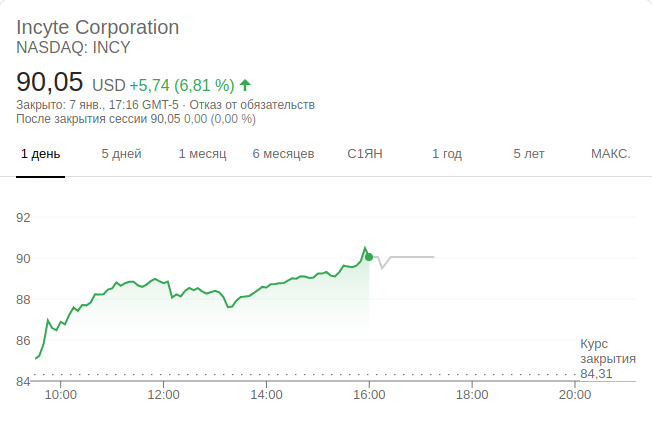 Incyte Corporation
NASDAQ: INCY
90,05 USD +5,74 (6,81 %)
Закрыто: 7 янв., 17:16 GMT-5 · Отказ от обязательств
После закрытия сессии 90,05 0,00 (0,00 %)
1 день 5 дней 1 месяц 6 месяцев С1ЯН 1 год 5 лет МАКС.
92
90
88
86
Курс
закрытия
84,31
84
10:00 12:00 14:00 16:00 18:00 20:00